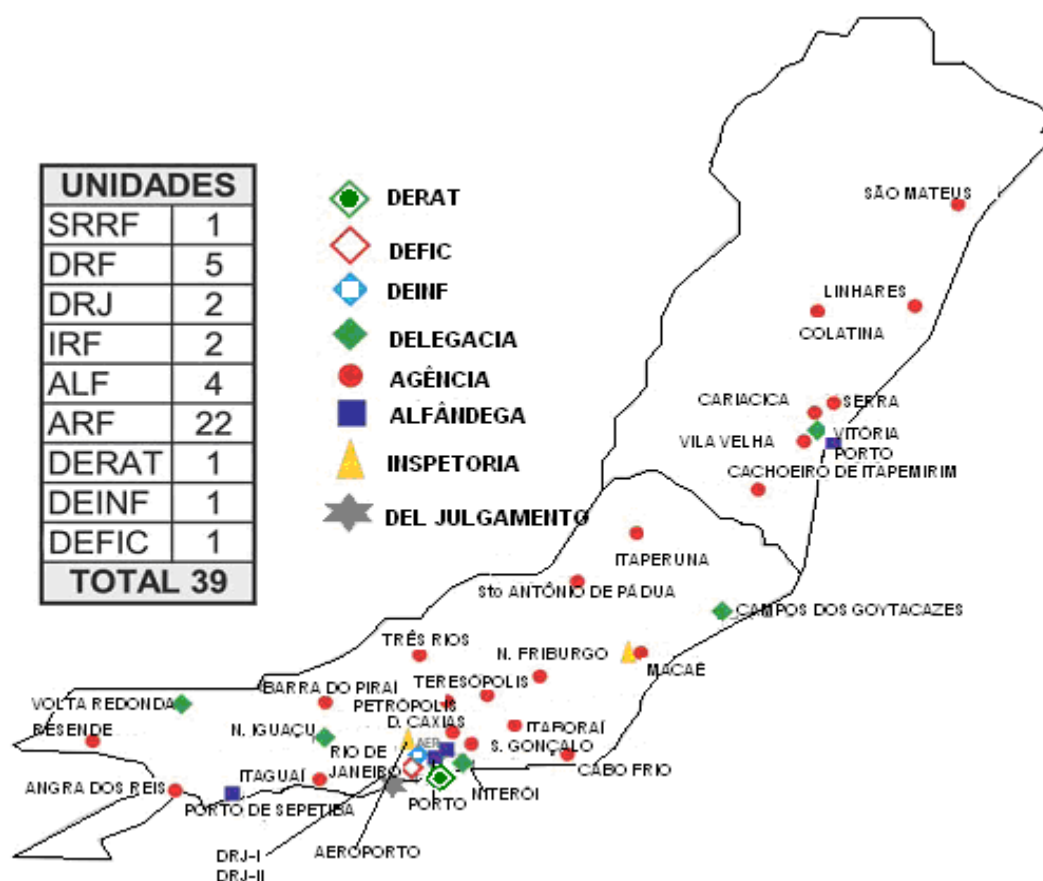 UNIDADES
SRRF 1
DRF 5
DRJ 2
IRF 2
ALF 4
ARF 22
DERAT 1
DEINF 1
DEFIC 1
TOTAL 39
DERAT
DEFIC
DEINF
DELEGACIA
AGÊNCIA
ALFÂNDEGA
INSPETORIA
DEL JULGAMENTO
SÃO MATEUS
LINHARES
COLATINA
CARIACICA
SERRA
VITÓRIA
VILA VELHA
PORTO
CACHOEIRO DE ITAPEMIRIM
ITAPERUNA
Sto ANTÔNIO DE PÁDUA
CAMPOS DOS GOYTACAZES
TRÊS RIOS
N. FRIBURGO
MACAÉ
BARRA DO PIRAÍ
TERESÓPOLIS
VOLTA REDONDA
PETRÓPOLIS
RESENDE
N. IGUAÇU
D. CAXIAS
ITABORAÍ
AER
RIO DE
JANEIRO
S. GONÇALO
CABO FRIO
ANGRA DOS REIS
ITAGUAÍ
NITERÓI
PORTO DE SEPETIBA
PORTO
AEROPORTO
DRJ-I
DRJ-II